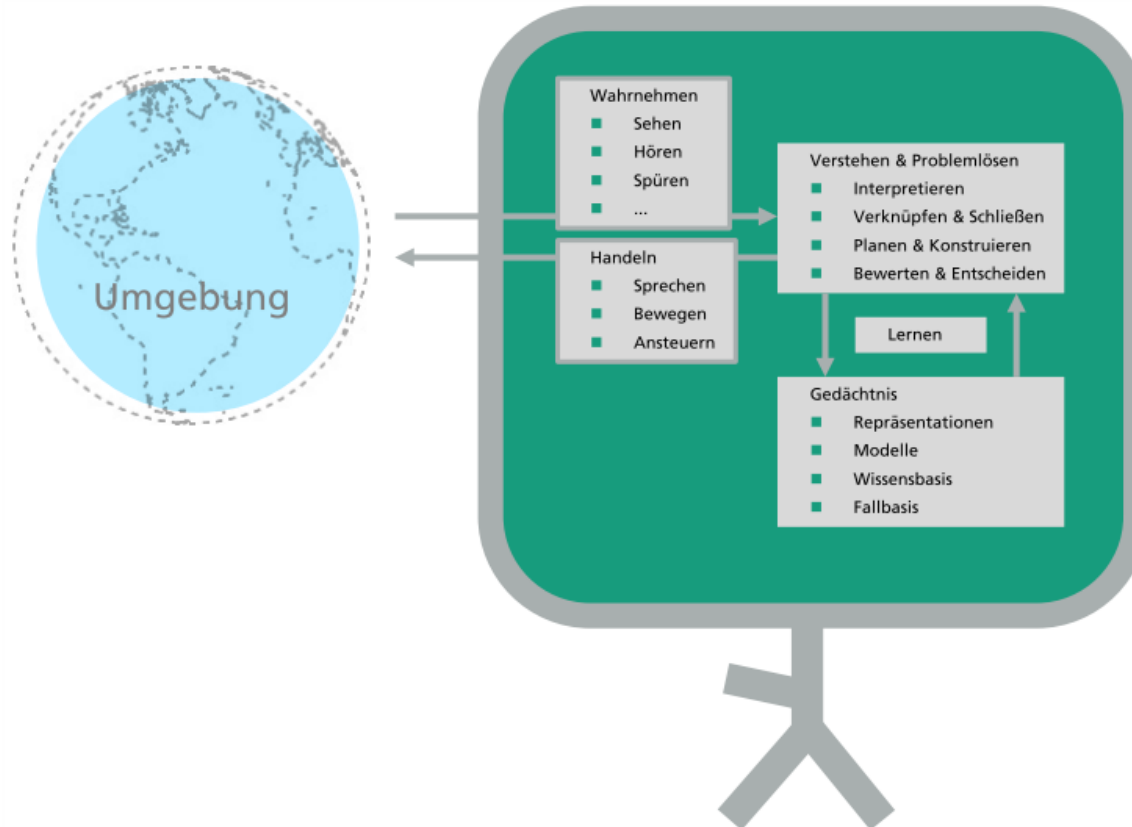 Umgebung
Wahrnehmen
■ Sehen
■ Hören
■ Spüren
■ ...
Handeln
■ Sprechen
■ Bewegen
■ Ansteuern
Verstehen & Problemlösen
■ Interpretieren
■ Verknüpfen & Schließen
■ Planen & Konstruieren
■ Bewerten & Entscheiden
Lernen
Gedächtnis
■ Repräsentationen
■ Modelle
■ Wissensbasis
■ Fallbasis